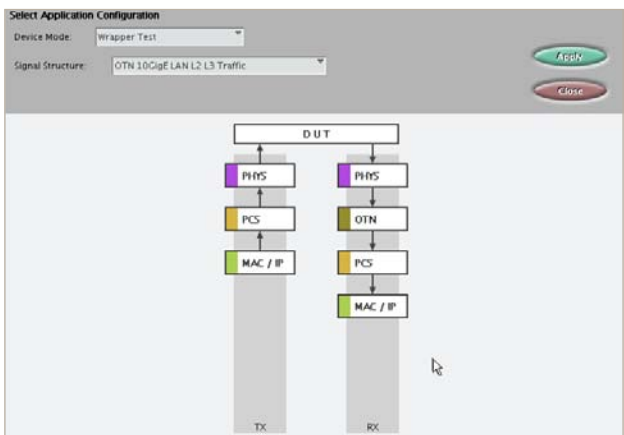 Select Application Configuration
Device Mode: Wrapper Test
Signal Structure: OTN 10GigE LAN L2 L3 Traffic
Apply
Close
DUT
PHYS PHYS
PCS OTN
MAC / IP PCS
MAC / IP
TX RX